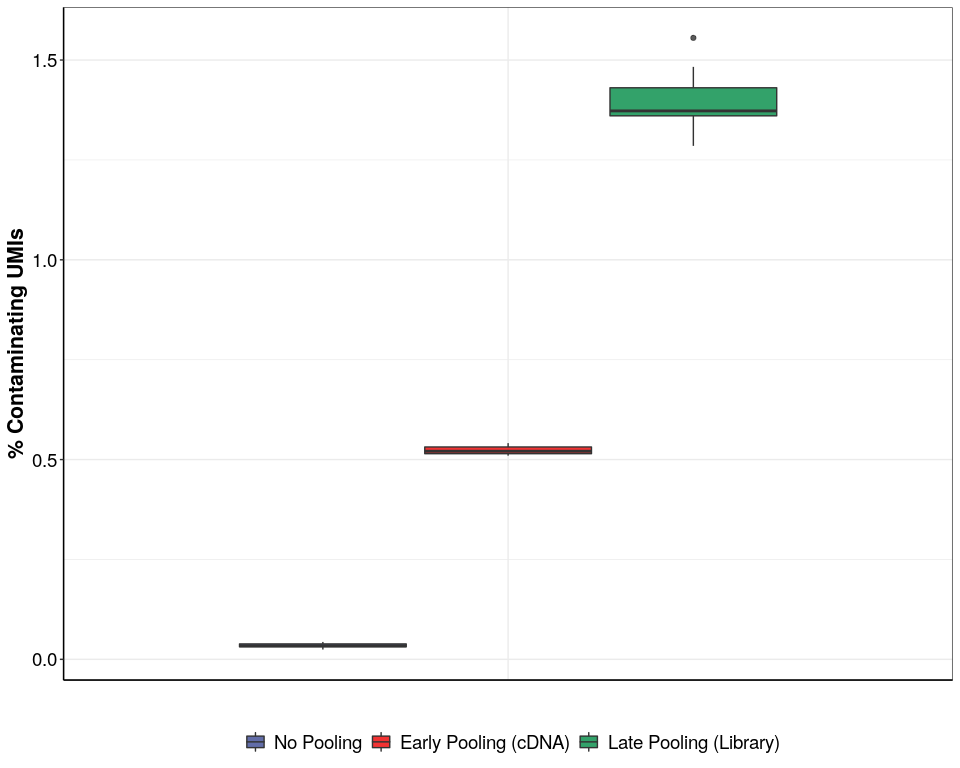 % Contaminating UMIs
1.5
1.0
0.5
0.0
No Pooling Early Pooling (cDNA) Late Pooling (Library)